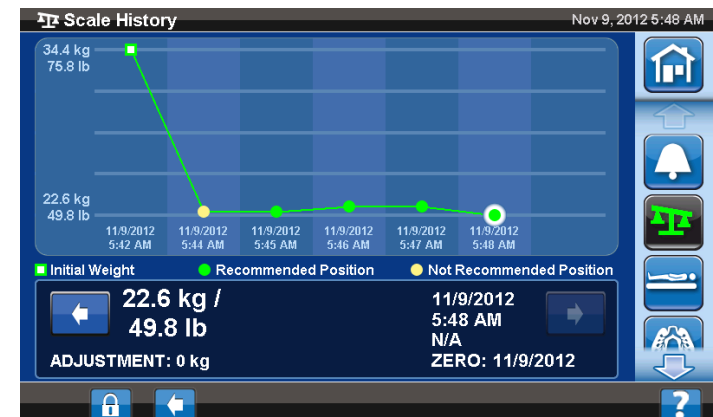 Scale History
Nov 9, 2012 5:48 AM
34.4 kg
75.8 lb
22.6 kg
49.8 lb
11/9/2012 11/9/2012 11/9/2012 11/9/2012 11/9/2012 11/9/2012
5:42 AM 5:44 AM 5:45 AM 5:46 AM 5:47 AM 5:48 AM
Initial Weight Recommended Position Not Recommended Position
22.6 kg /
49.8 lb
11/9/2012
5:48 AM
N/A
ADJUSTMENT: 0 kg
ZERO: 11/9/2012
?